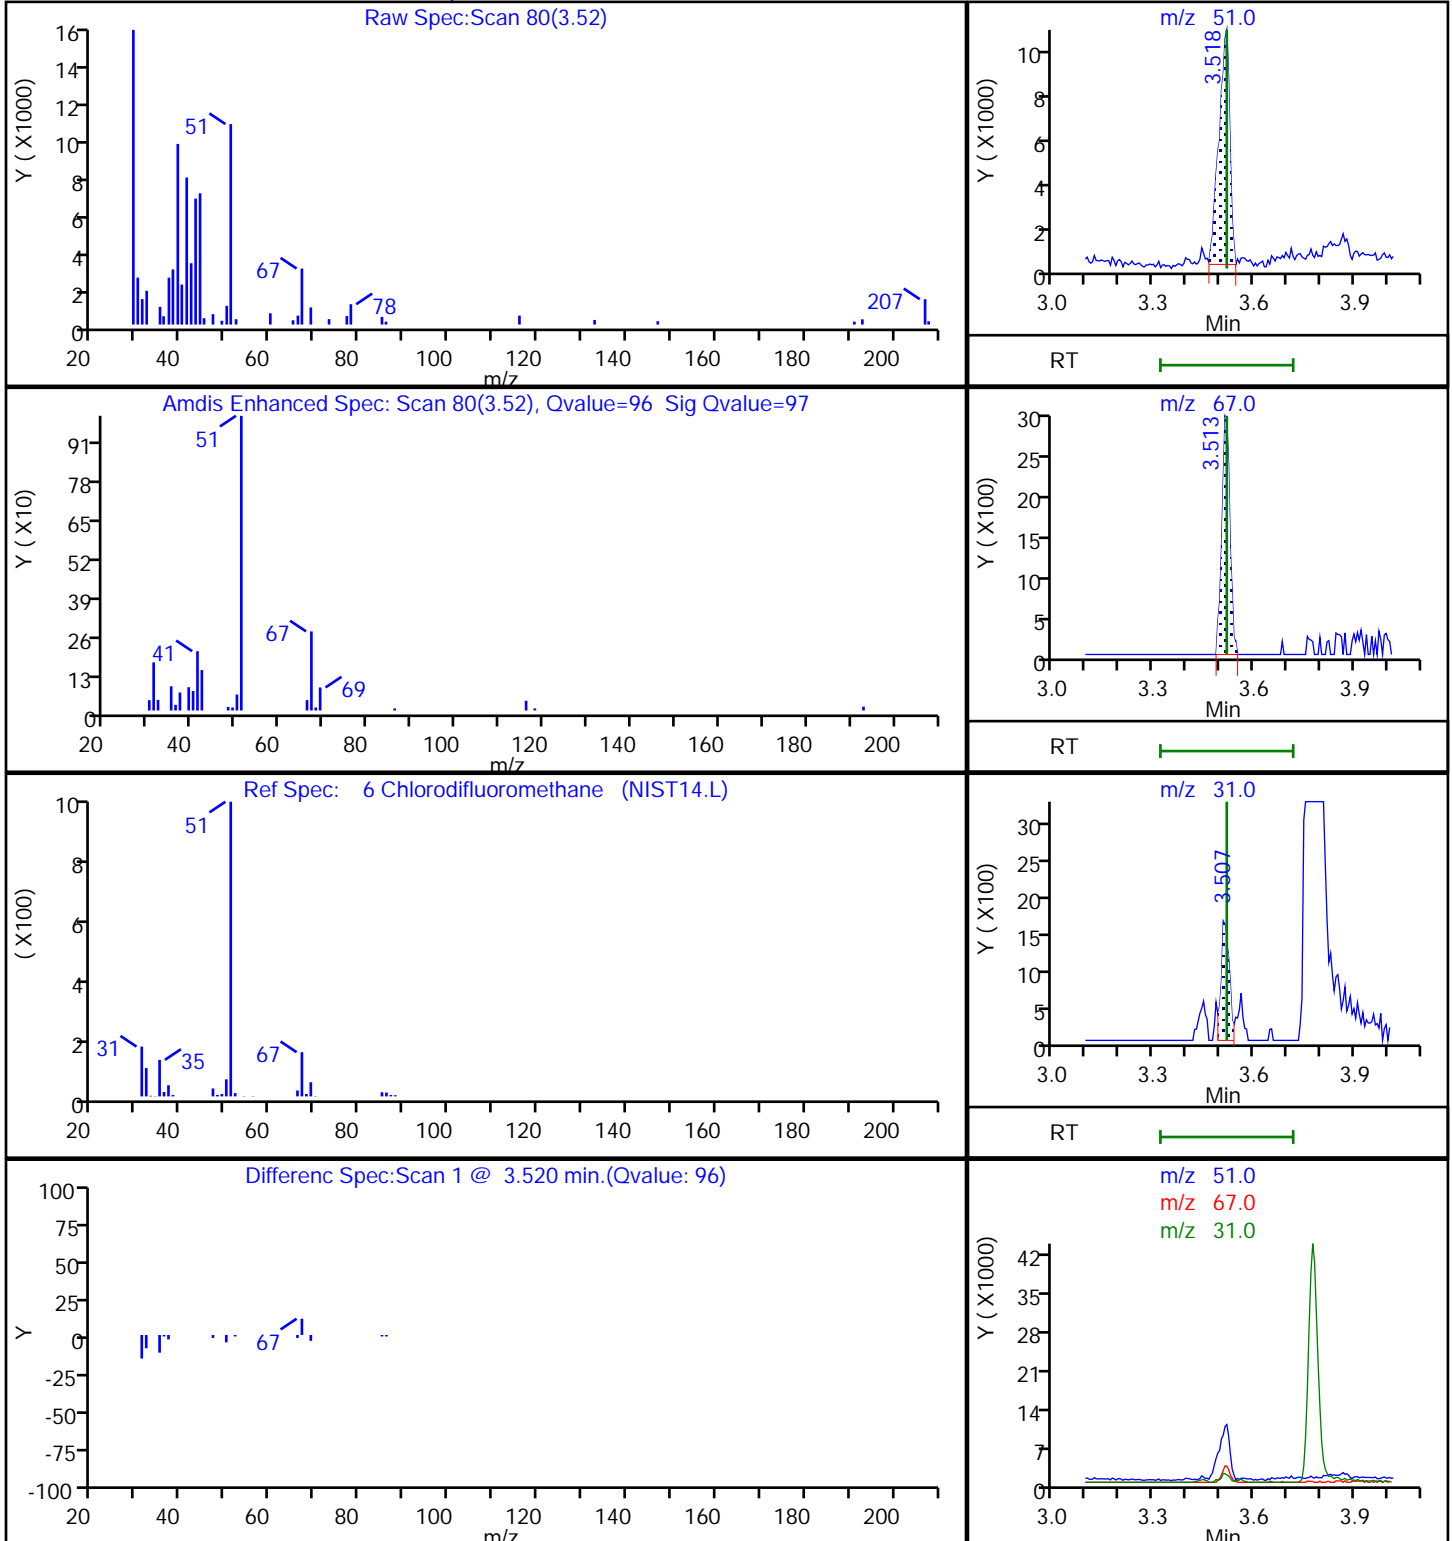 Raw Spec:Scan 80(3.52)
Y ( X1000)
16
14
12
10
8
6
4
2
0
51
67
78
207
20 40 60 80 100 120 140 160 180 200
m/z
m/z 51.0
Y ( X1000)
10
8
6
4
2
0
3.518
3.0 3.3 3.6 3.9
Min
RT
Amdis Enhanced Spec: Scan 80(3.52), Qvalue=96 Sig Qvalue=97
Y ( X10)
91
78
65
52
39
26
13
0
51
41
67
69
20 40 60 80 100 120 140 160 180 200
m/z
m/z 67.0
Y ( X100)
30
25
20
15
10
5
0
3.513
3.0 3.3 3.6 3.9
Min
RT
Ref Spec: 6 Chlorodifluoromethane (NIST14.L)
( X100)
10
8
6
4
2
0
51
31
35
67
20 40 60 80 100 120 140 160 180 200
m/z 31.0
Y ( X100)
30
25
20
15
10
5
0
3.507
3.0 3.3 3.6 3.9
Min
RT
Differenc Spec:Scan 1 @ 3.520 min.(Qvalue: 96)
Y
100
75
50
25
0
-25
-50
-75
-100
67
20 40 60 80 100 120 140 160 180 200
m/z
m/z 51.0
m/z 67.0
m/z 31.0
Y ( X1000)
42
35
28
21
14
7
0
3.0 3.3 3.6 3.9
Min